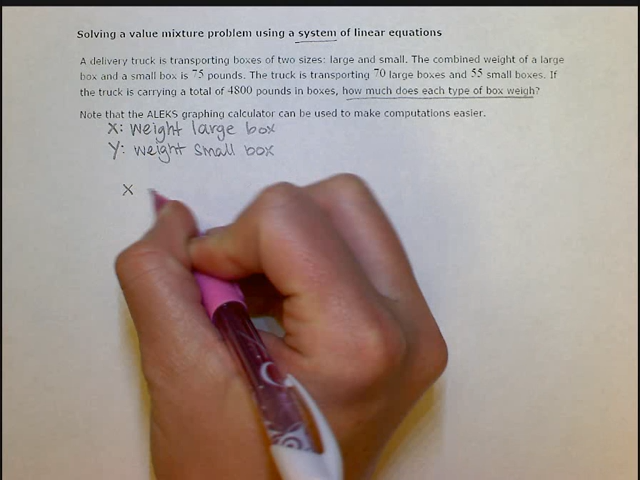 Solving a value mixture problem using a system of linear equations
A delivery truck is transporting boxes of two sizes: large and small. The combined weight of a large
box and a small box is 75 pounds. The truck is transporting 70 large boxes and 55 small boxes. If
the truck is carrying a total of 4800 pounds in boxes, how much does each type of box weigh?
Note that the ALEKS graphing calculator can be used to make computations easier.
X: weight large box
Y: weight small box
X